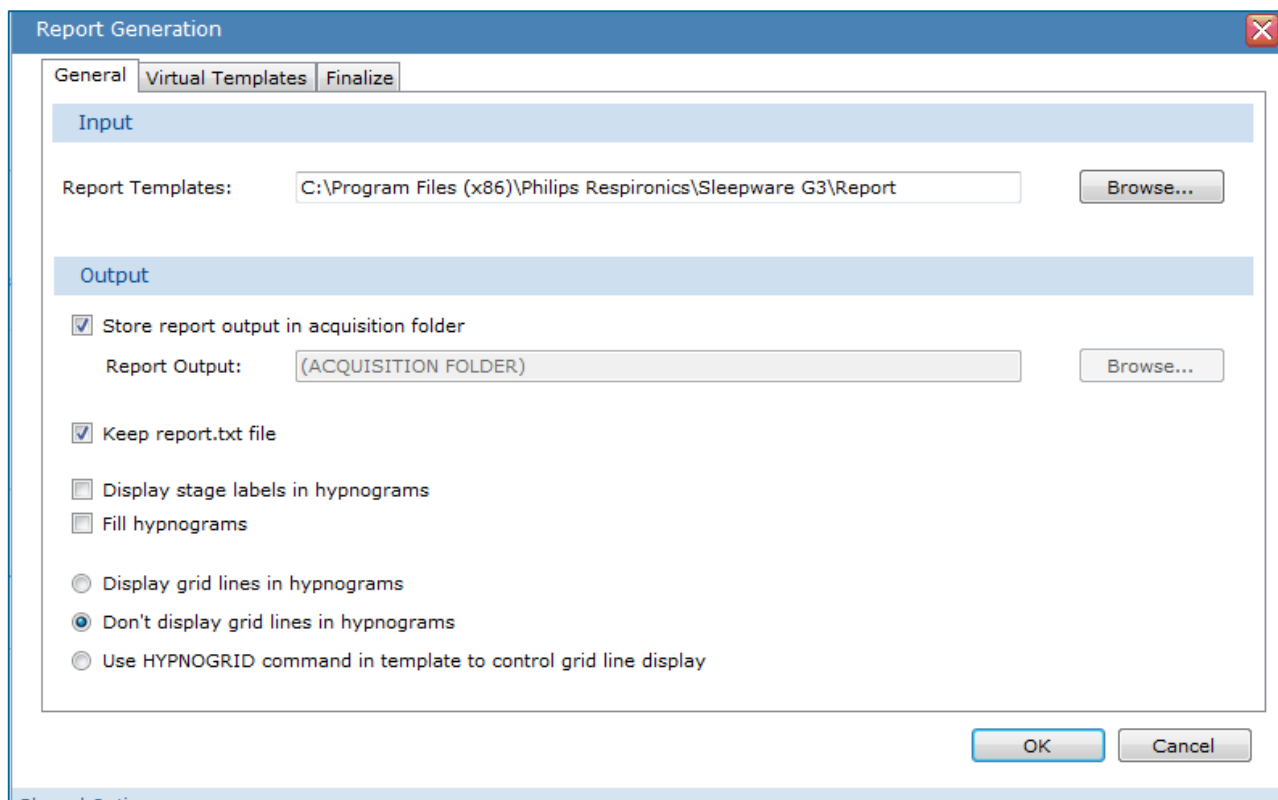 Report Generation
General Virtual Templates Finalize
Input
Report Templates: C:\Program Files (x86)\Philips Respironics\Sleepware G3\Report Browse...
Output
Store report output in acquisition folder
Report Output: (ACQUISITION FOLDER) Browse...
Keep report.txt file
Display stage labels in hypnograms
Fill hypnograms
Display grid lines in hypnograms
Don't display grid lines in hypnograms
Use HYPNOGRID command in template to control grid line display
OK Cancel